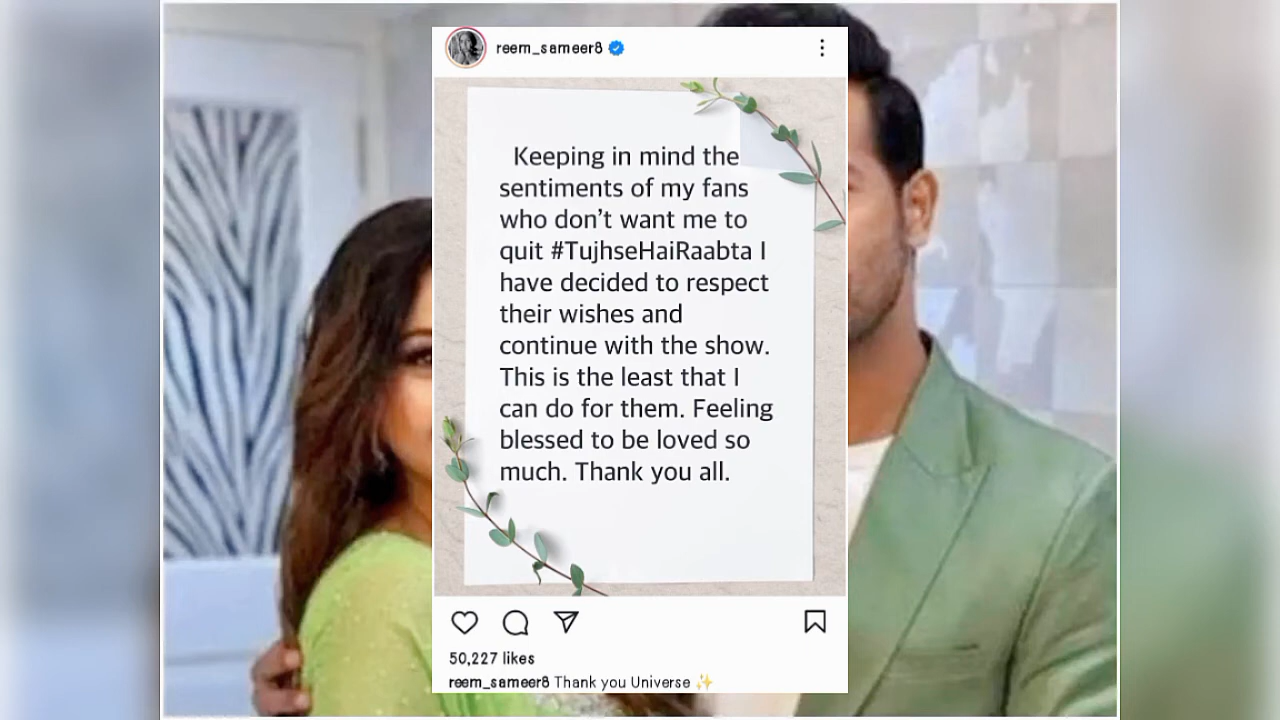 reem_sameer8
Keeping in mind the
sentiments of my fans
who don't want me to
quit #TujhseHaiRaabta I
have decided to respect
their wishes and
continue with the show.
This is the least that I
can do for them. Feeling
blessed to be loved so
much. Thank you all.
50,227 likes
reem_sameer8 Thank you Universe ✨